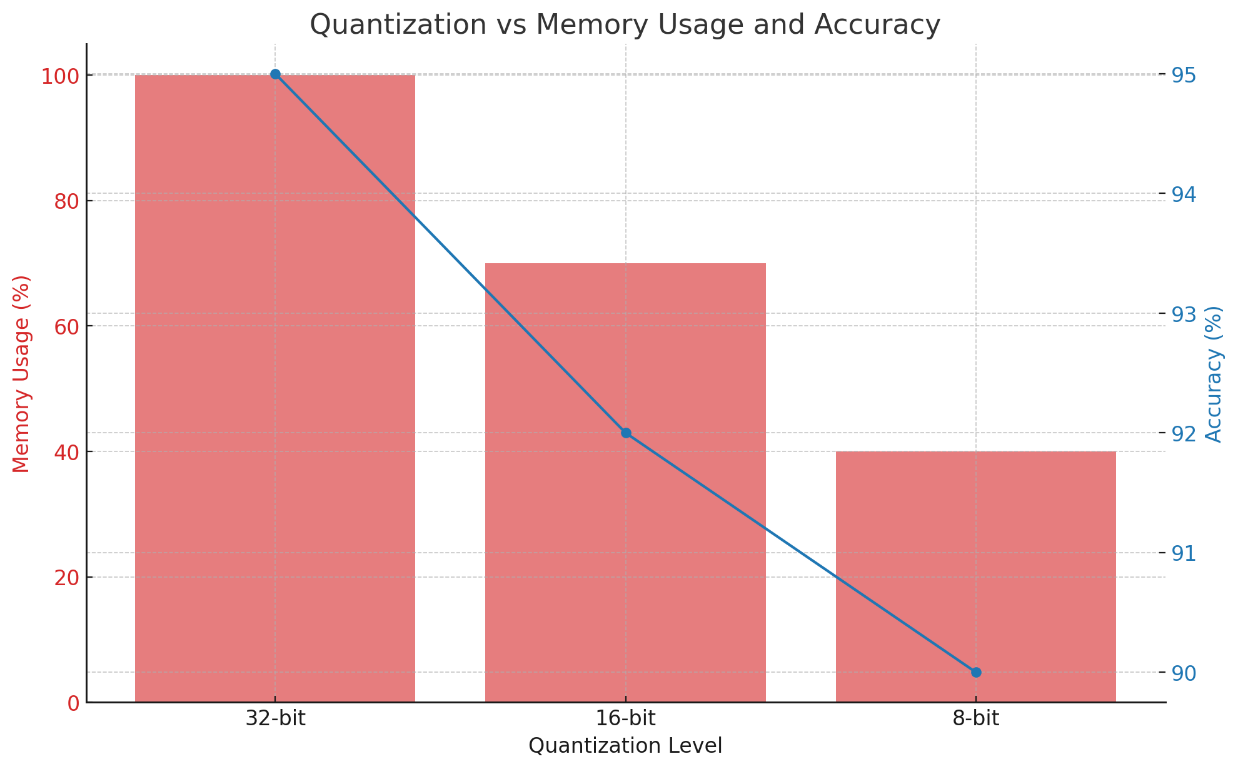 Quantization vs Memory Usage and Accuracy
Memory Usage (%)
100
80
60
40
20
0
95
94
93
92
91
90
Accuracy (%)
32-bit
16-bit
8-bit
Quantization Level